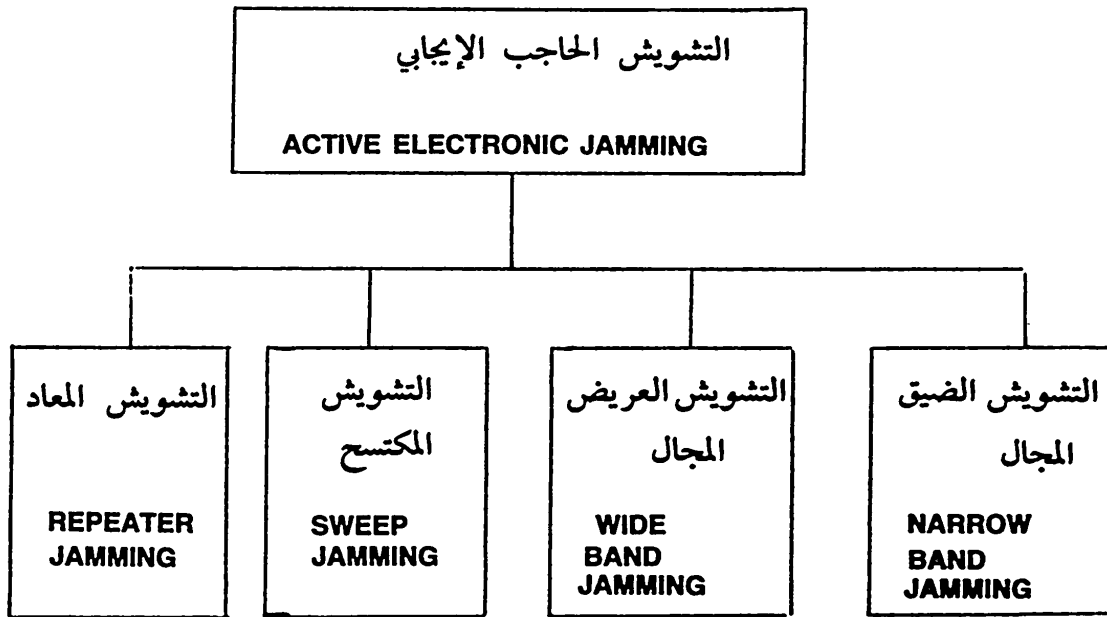 التشويش الحاجب الإيجابي
ACTIVE ELECTRONIC JAMMING
التشويش الضيق
المجال
NARROW
BAND
JAMMING
التشويش العريض
المجال
WIDE
BAND
JAMMING
التشويش
المكتسح
SWEEP
JAMMING
التشويش المعاد
REPEATER
JAMMING